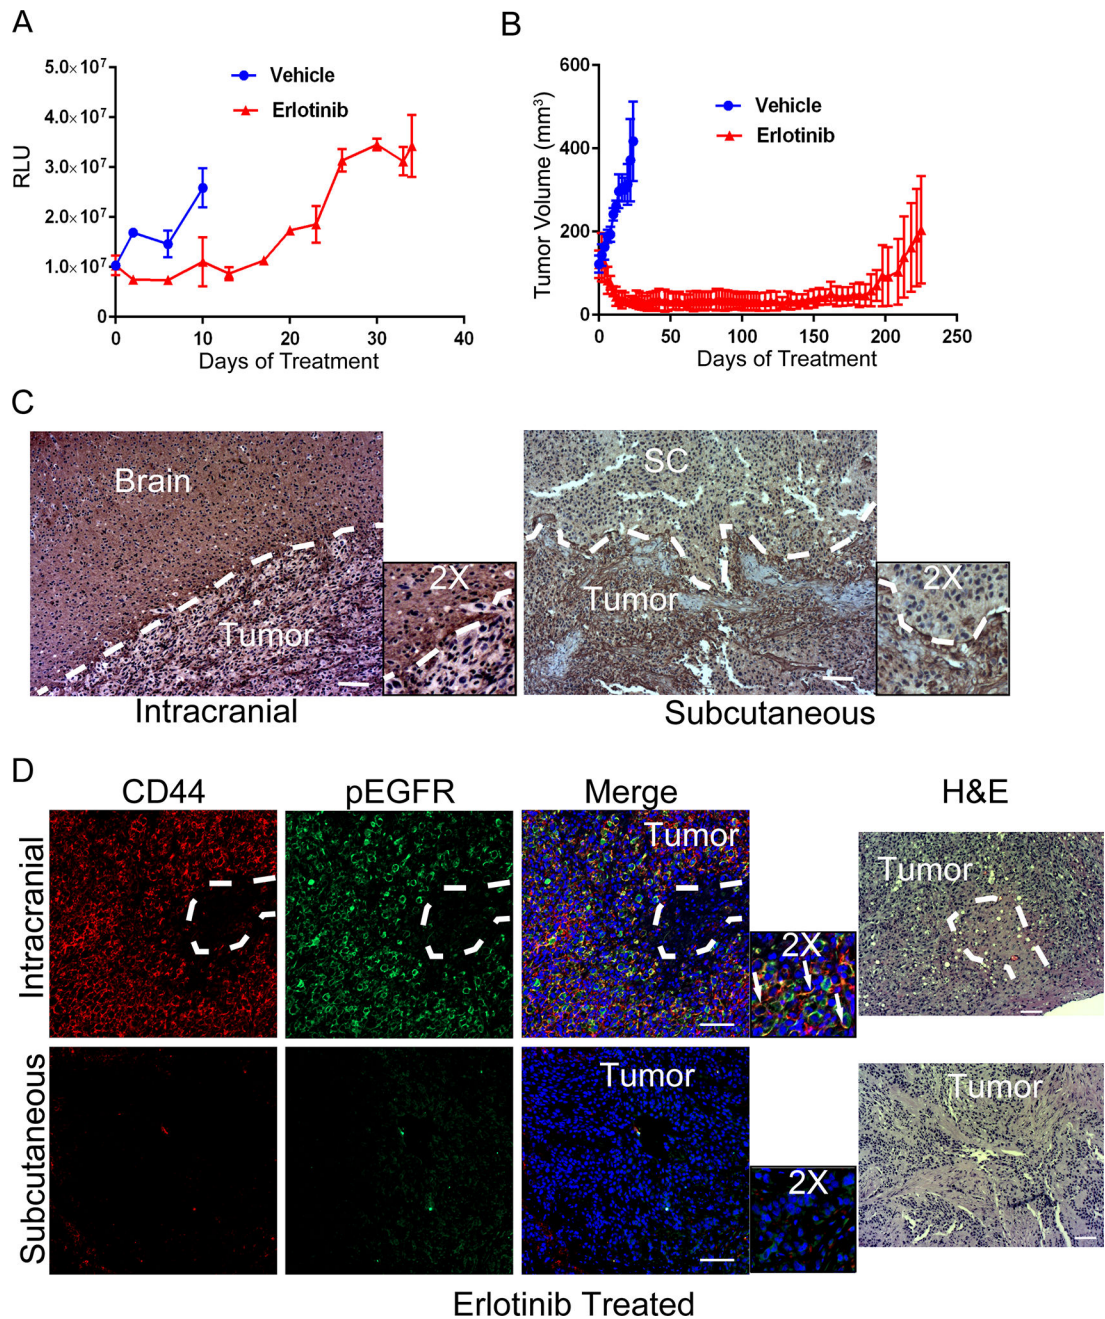 A
5.0×10⁷
4.0×10⁷
3.0×10⁷
2.0×10⁷
1.0×10⁷
0
RLU
Vehicle
Erlotinib
0 10 20 30 40
Days of Treatment
B
600
400
200
0
Tumor Volume (mm³)
Vehicle
Erlotinib
0 50 100 150 200 250
Days of Treatment
C
Brain
Tumor
2X
Intracranial
SC
Tumor
2X
Subcutaneous
D
CD44 pEGFR Merge H&E
Intracranial
Tumor
2X
Tumor
Subcutaneous
Tumor
2X
Tumor
Erlotinib Treated